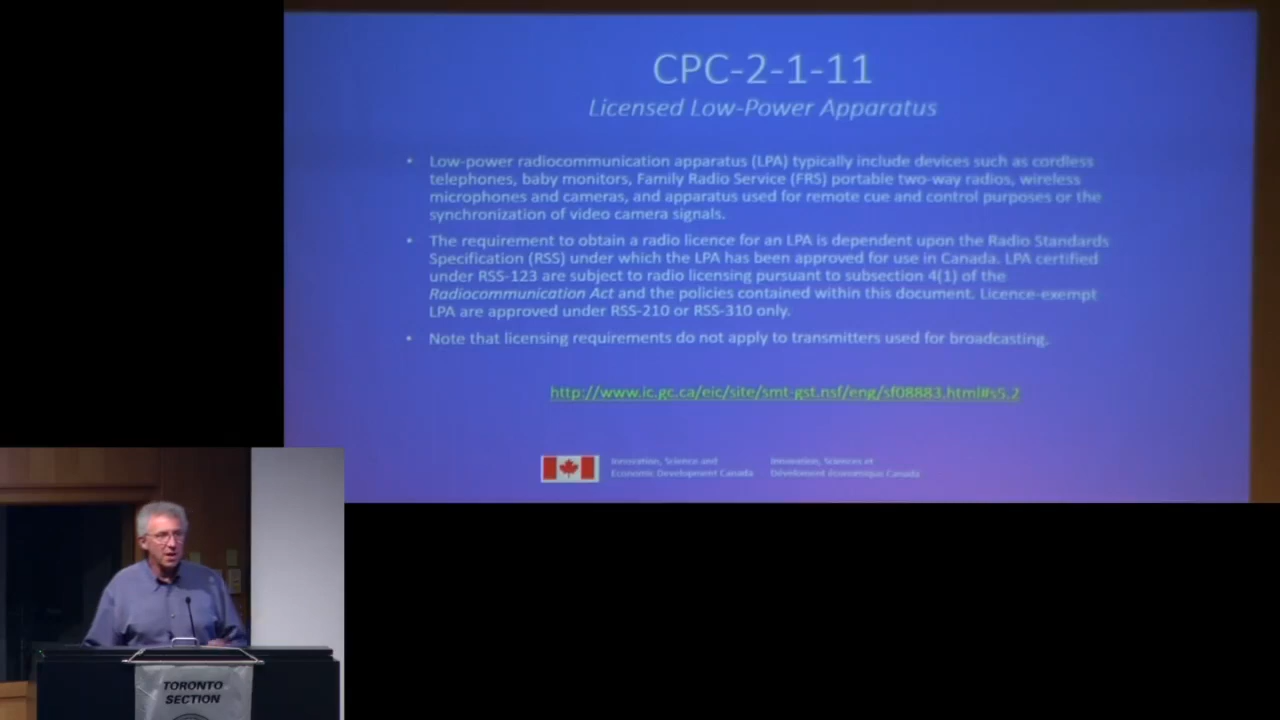 CPC-2-1-11
Licensed Low-Power Apparatus
• Low-power radiocommunication apparatus (LPA) typically include devices such as cordless
telephones, baby monitors, Family Radio Service (FRS) portable two-way radios, wireless
microphones and cameras, and apparatus used for remote cue and control purposes or the
synchronization of video camera signals.
• The requirement to obtain a radio licence for an LPA is dependent upon the Radio Standards
Specification (RSS) under which the LPA has been approved for use in Canada. LPA certified
under RSS-123 are subject to radio licensing pursuant to subsection 4(1) of the
Radiocommunication Act and the policies contained within this document. Licence-exempt
LPA are approved under RSS-210 or RSS-310 only.
• Note that licensing requirements do not apply to transmitters used for broadcasting.
http://www.ic.gc.ca/eic/site/smt-gst.nsf/eng/sf08883.html#s5.2
Innovation, Science and
Economic Development Canada
Innovation, Sciences et
Dévelopment économique Canada
TORONTO
SECTION